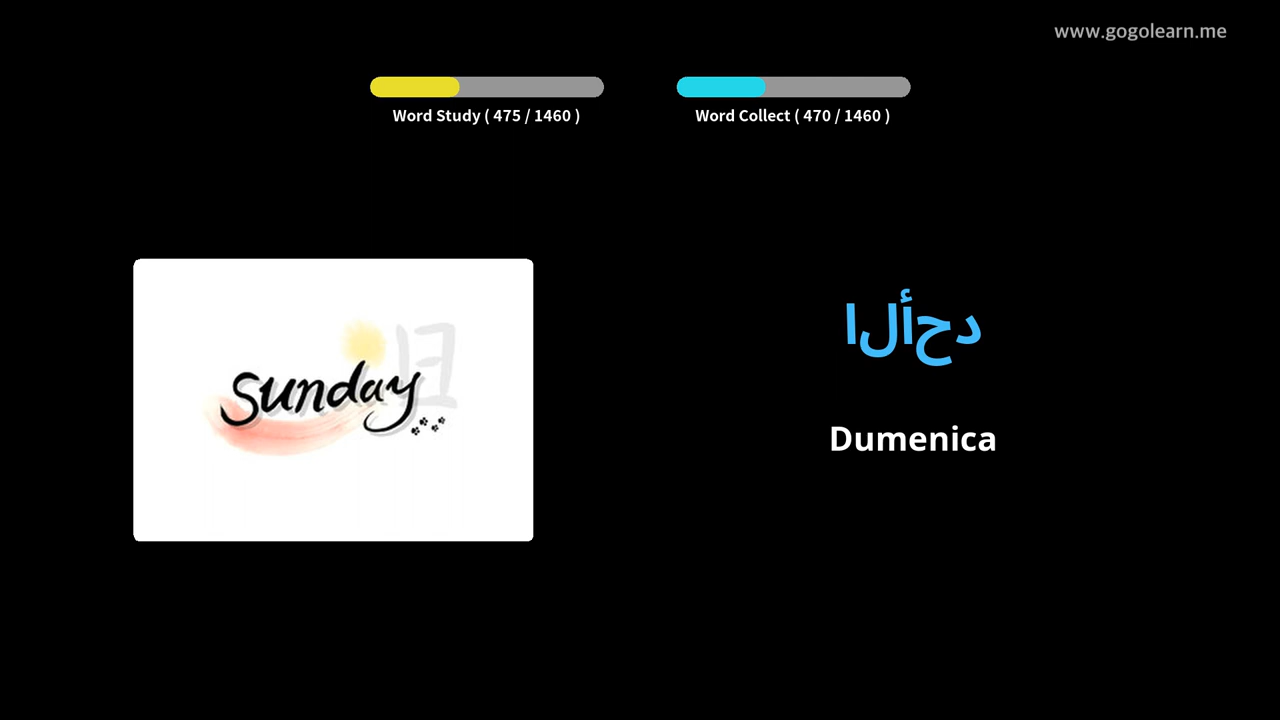 www.gogolearn.me
Word Study ( 475 / 1460 )
Word Collect ( 470 / 1460 )
Sunday
دحألا
Dumenica